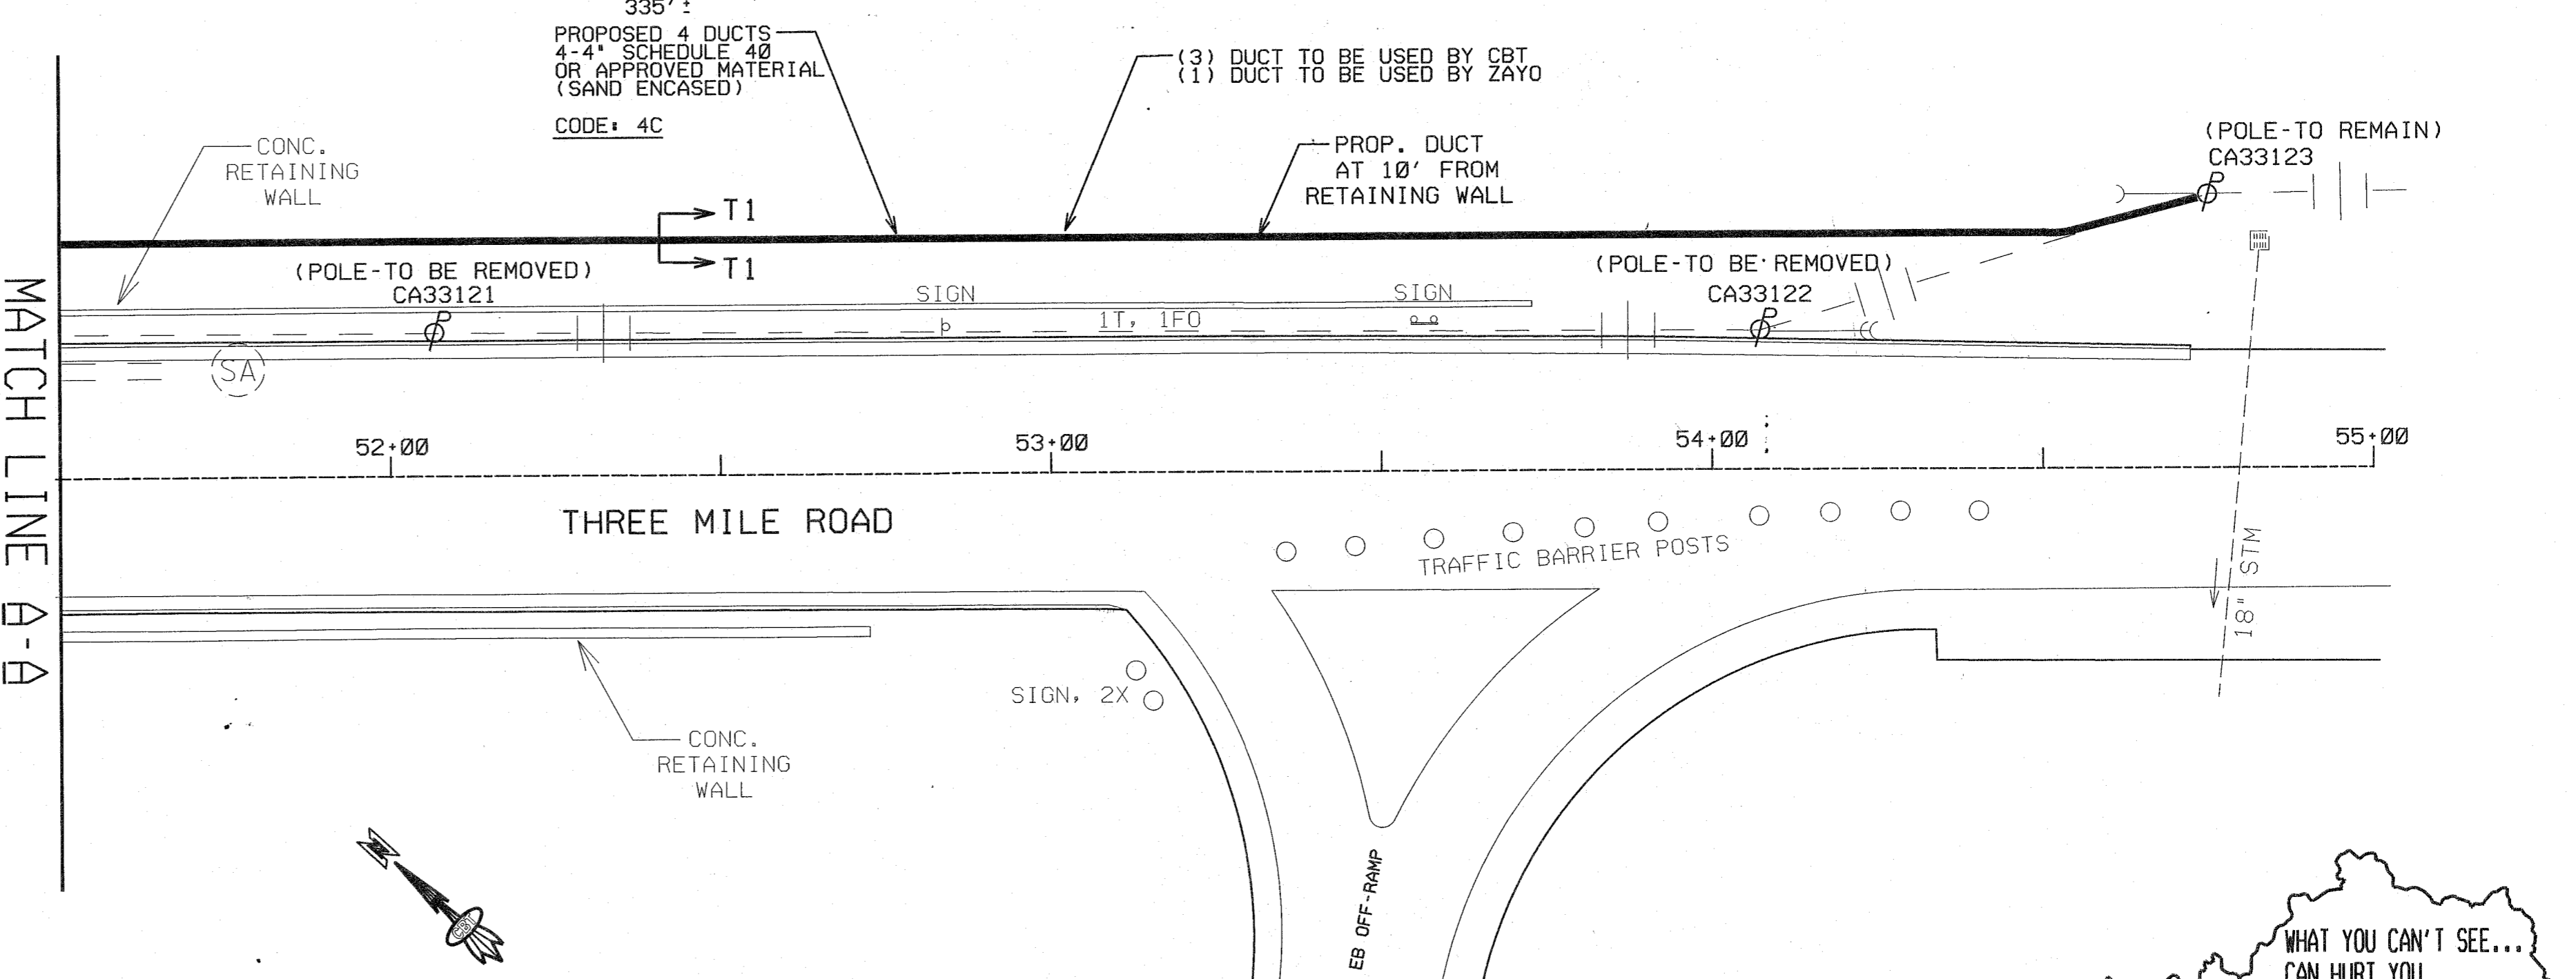 335' ±
PROPOSED 4 DUCTS
4-4" SCHEDULE 40
OR APPROVED MATERIAL
(SAND ENCASED)
CODE: 4C
(3) DUCT TO BE USED BY CBT
(1) DUCT TO BE USED BY ZAYO
PROP. DUCT
AT 10' FROM
RETAINING WALL
(POLE-TO REMAIN)
CA33123
P
CONC.
RETAINING
WALL
T1
T1
(POLE-TO BE REMOVED)
CA33121
P
SIGN
SIGN
1T, 1FO
(POLE-TO BE REMOVED)
CA33122
P
(SA)
MATCH LINE A-A
52+00
53+00
54+00
55+00
THREE MILE ROAD
TRAFFIC BARRIER POSTS
18" STM
SIGN, 2X
CONC.
RETAINING
WALL
N
CBT
EB OFF-RAMP
WHAT YOU CAN'T SEE...
CAN HURT YOU